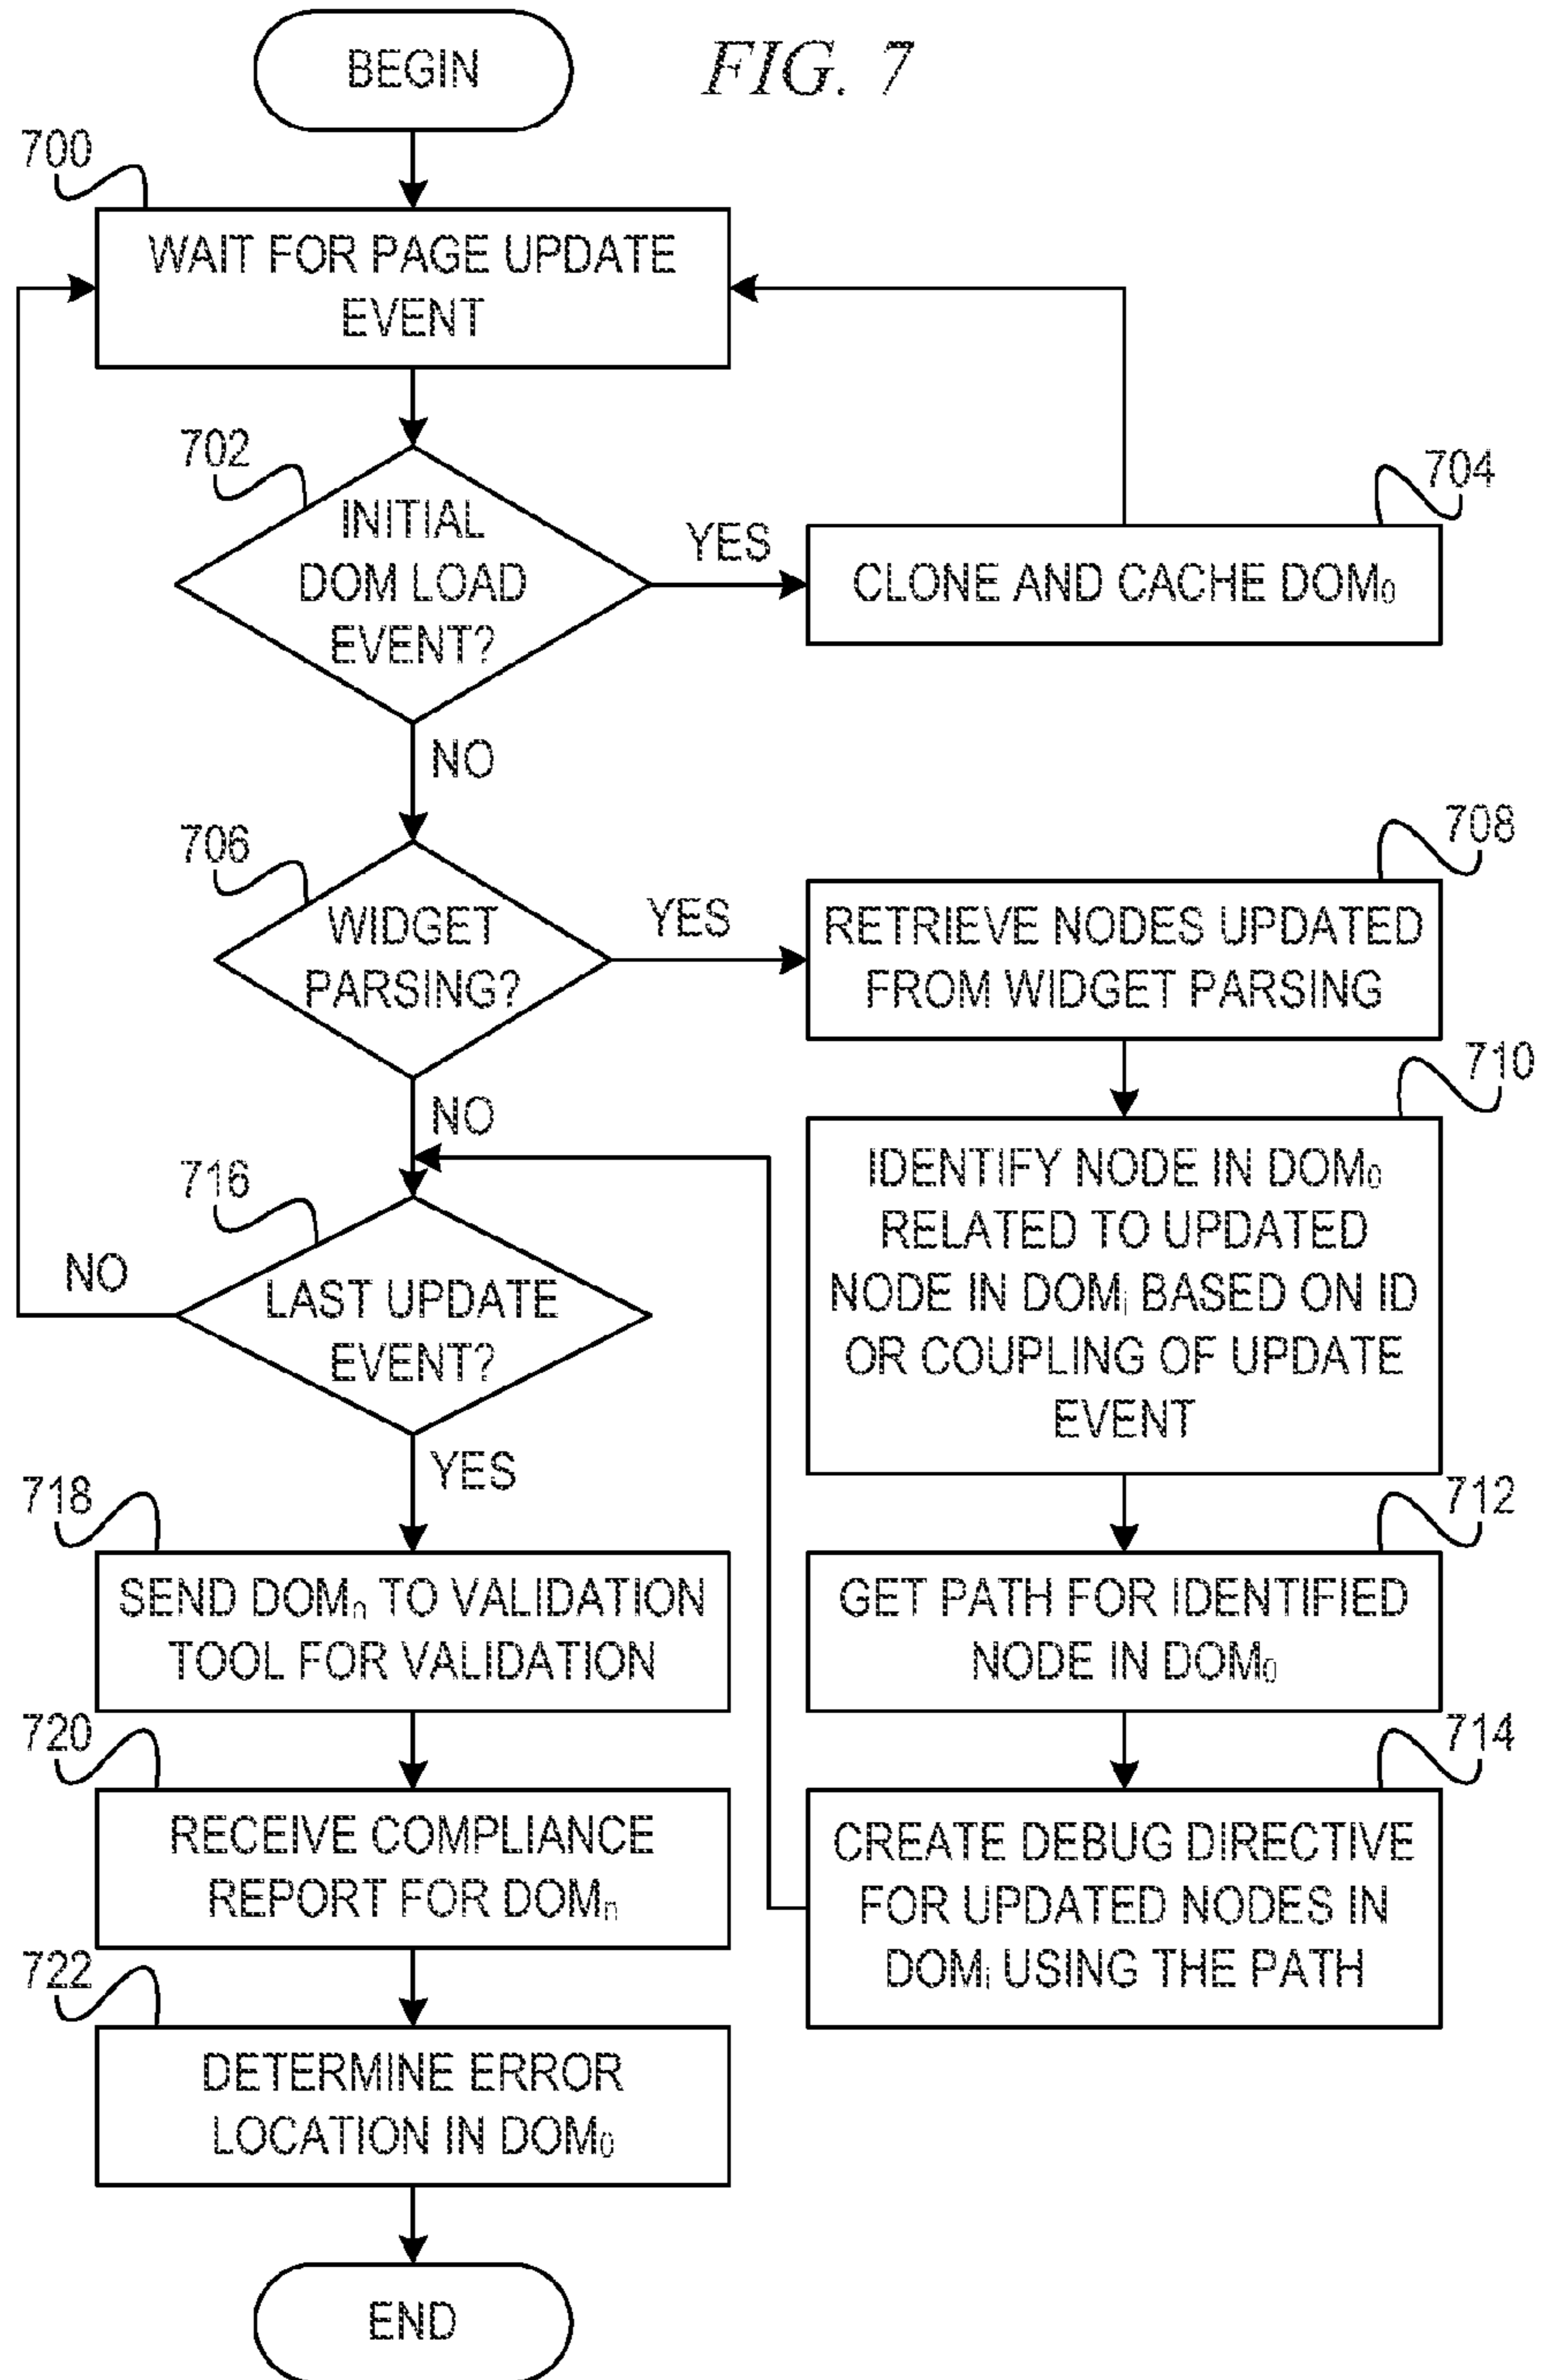 BEGIN
FIG. 7
700
WAIT FOR PAGE UPDATE
EVENT
702
INITIAL
DOM LOAD
EVENT?
YES
704
CLONE AND CACHE DOM₀
NO
706
WIDGET
PARSING?
YES
708
RETRIEVE NODES UPDATED
FROM WIDGET PARSING
NO
710
IDENTIFY NODE IN DOM₀
RELATED TO UPDATED
NODE IN DOMᵢ BASED ON ID
OR COUPLING OF UPDATE
EVENT
712
GET PATH FOR IDENTIFIED
NODE IN DOM₀
714
CREATE DEBUG DIRECTIVE
FOR UPDATED NODES IN
DOMᵢ USING THE PATH
716
LAST UPDATE
EVENT?
NO
YES
718
SEND DOMₙ TO VALIDATION
TOOL FOR VALIDATION
720
RECEIVE COMPLIANCE
REPORT FOR DOMₙ
722
DETERMINE ERROR
LOCATION IN DOM₀
END